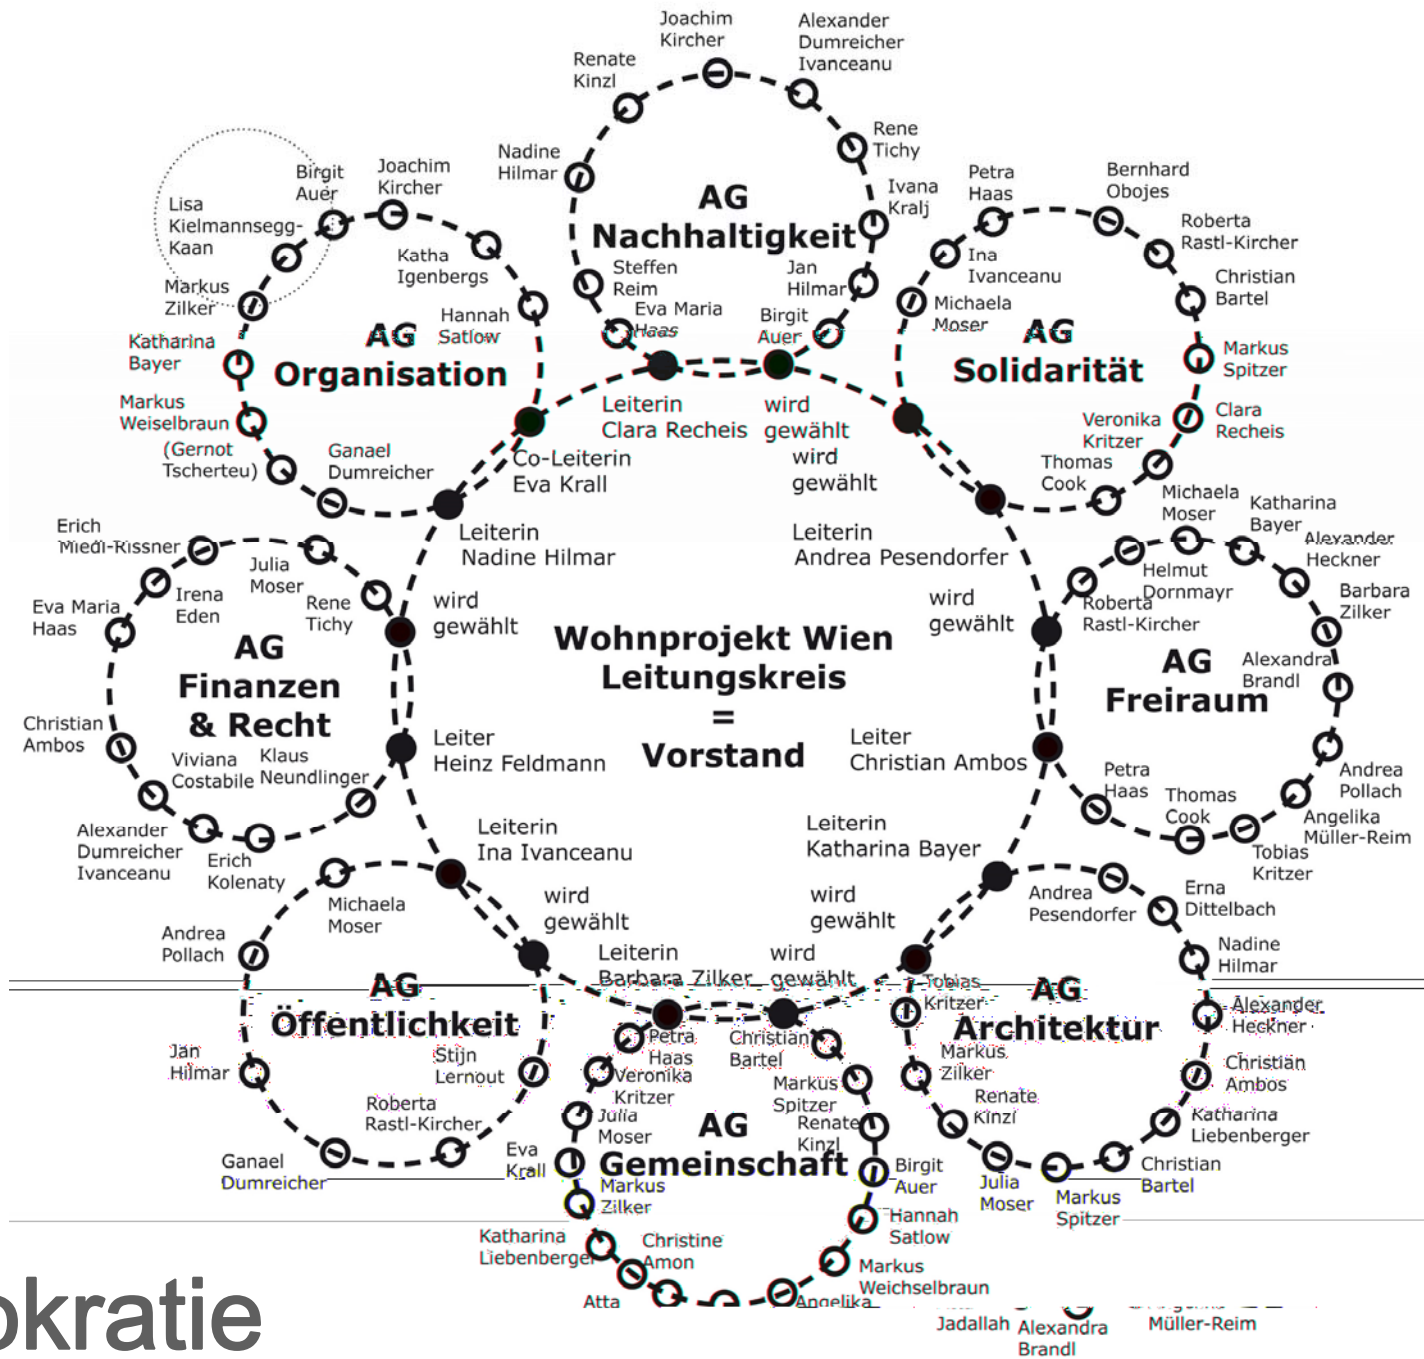 Joachim
Kircher
Alexander
Dumreicher
Ivanceanu
Renate
Kinzl
Rene
Tichy
Nadine
Hilmar
Ivana
Kralj
AG
Nachhaltigkeit
Steffen
Reim
Jan
Hilmar
Eva Maria
Haas
Birgit
Auer
Birgit
Auer
Joachim
Kircher
Lisa
Kielmannsegg-
Kaan
Katha
Igenbergs
Markus
Zilker
Hannah
Satlow
Katharina
Bayer
AG
Organisation
Markus
Weiselbraun
(Gernot
Tscherteu)
Ganael
Dumreicher
Petra
Haas
Bernhard
Obojes
Roberta
Rastl-Kircher
Ina
Ivanceanu
Christian
Bartel
Michaela
Moser
AG
Solidarität
Markus
Spitzer
Clara
Recheis
Veronika
Kritzer
Thomas
Cook
Leiterin
Clara Recheis
wird
gewählt
wird
gewählt
Co-Leiterin
Eva Krall
Leiterin
Nadine Hilmar
Leiterin
Andrea Pesendorfer
wird
gewählt
wird
gewählt
Wohnprojekt Wien
Leitungskreis
=
Vorstand
Leiter
Heinz Feldmann
Leiter
Christian Ambos
Leiterin
Ina Ivanceanu
Leiterin
Katharina Bayer
wird
gewählt
wird
gewählt
Leiterin
Barbara Zilker
wird
gewählt
Erich
Miedl-Rissner
Julia
Moser
Irena
Eden
Rene
Tichy
Eva Maria
Haas
AG
Finanzen
& Recht
Christian
Ambos
Viviana
Costabile
Klaus
Neundlinger
Alexander
Dumreicher
Ivanceanu
Erich
Kolenaty
Michaela
Moser
Katharina
Bayer
Alexander
Heckner
Helmut
Dornmayr
Barbara
Zilker
Roberta
Rastl-Kircher
Alexandra
Brandl
AG
Freiraum
Andrea
Pollach
Petra
Haas
Thomas
Cook
Angelika
Müller-Reim
Tobias
Kritzer
Michaela
Moser
Andrea
Pollach
AG
Öffentlichkeit
Jan
Hilmar
Stijn
Lernout
Roberta
Rastl-Kircher
Ganael
Dumreicher
Andrea
Pesendorfer
Erna
Dittelbach
Nadine
Hilmar
Tobias
Kritzer
AG
Architektur
Alexander
Heckner
Markus
Zilker
Christian
Ambos
Renate
Kinzl
Katharina
Liebenberger
Julia
Moser
Markus
Spitzer
Christian
Bartel
Petra
Haas
Christian
Bartel
Veronika
Kritzer
Markus
Spitzer
Julia
Moser
Renate
Kinzl
AG
Gemeinschaft
Eva
Krall
Birgit
Auer
Markus
Zilker
Hannah
Satlow
Katharina
Liebenberger
Christine
Amon
Markus
Weichselbraun
Atta
Angelika
Jadallah
Alexandra
Brandl
Müller-Reim
okratie